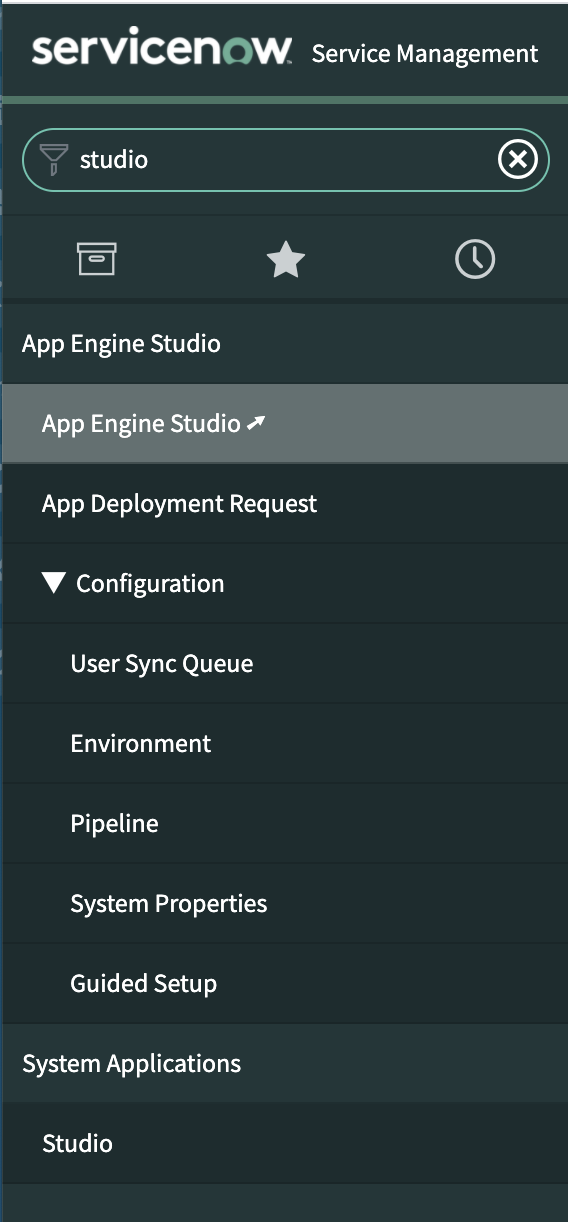 servicenow Service Management
studio
App Engine Studio
App Engine Studio
App Deployment Request
Configuration
User Sync Queue
Environment
Pipeline
System Properties
Guided Setup
System Applications
Studio